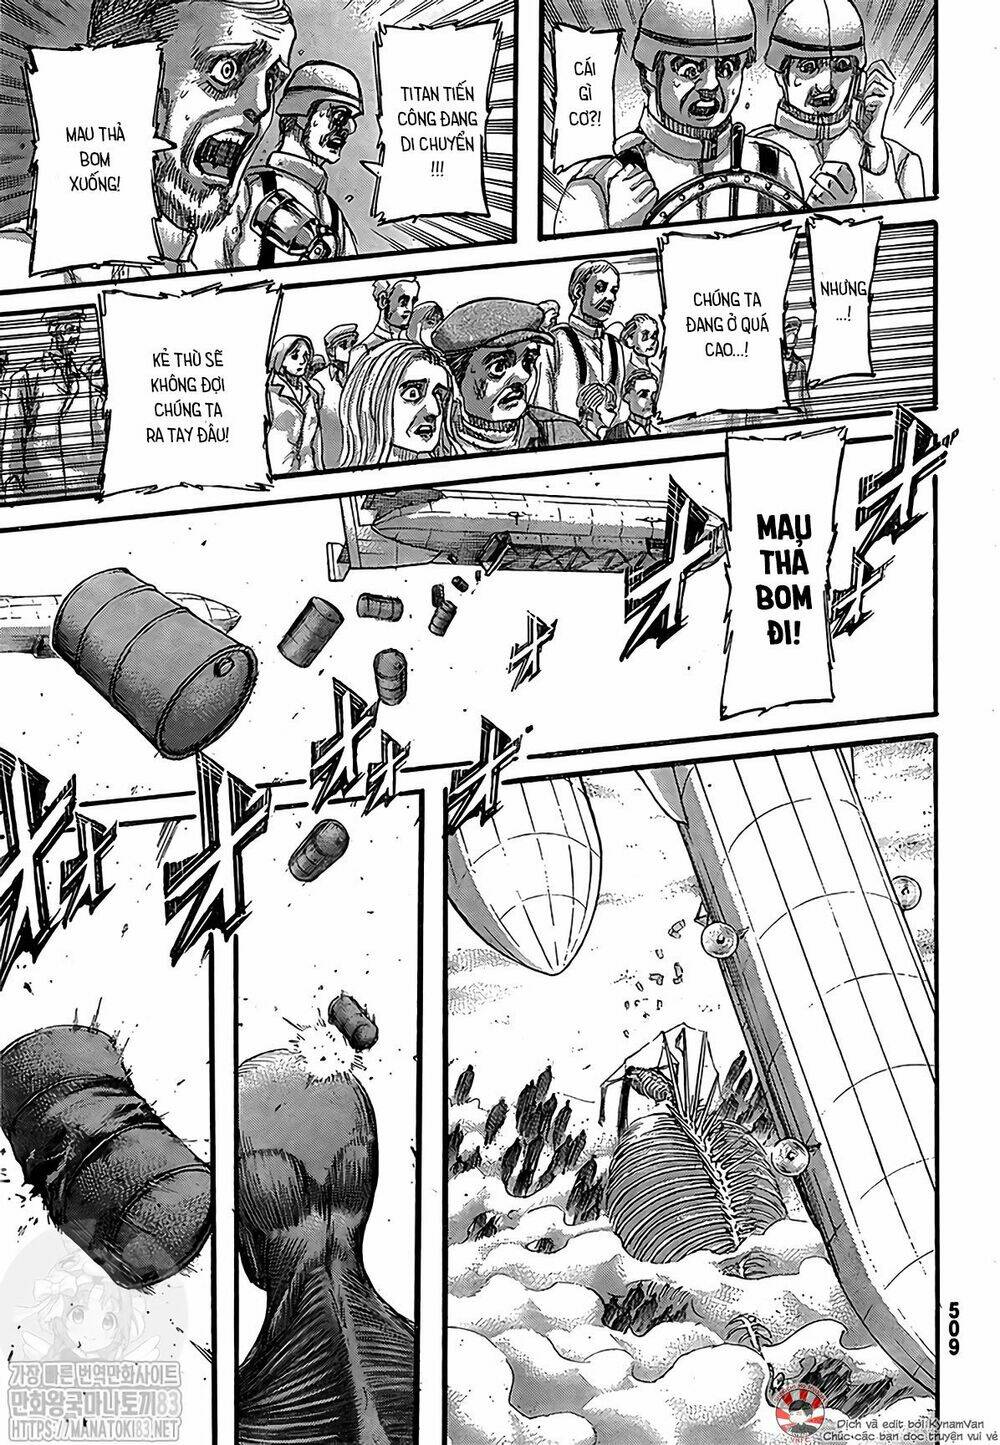 CÁI
GÌ
CƠ?!
TITAN TIẾN
CÔNG ĐANG
DI CHUYỂN
!!!
MAU THẢ
BOM
XUỐNG!
NHƯNG
...!
CHÚNG TA
ĐANG Ở QUÁ
CAO...!
KẺ THÙ SẼ
KHÔNG ĐỢI
CHÚNG TA
RA TAY ĐÂU!
MAU
THẢ
BOM
ĐI!
509
가장 빠른 번역만화사이트
만화왕국마나토끼83
HTTPS://MANATOKI83.NET
Dịch và edit bởi KynamVan
Chúc các bạn đọc truyện vui vẻ